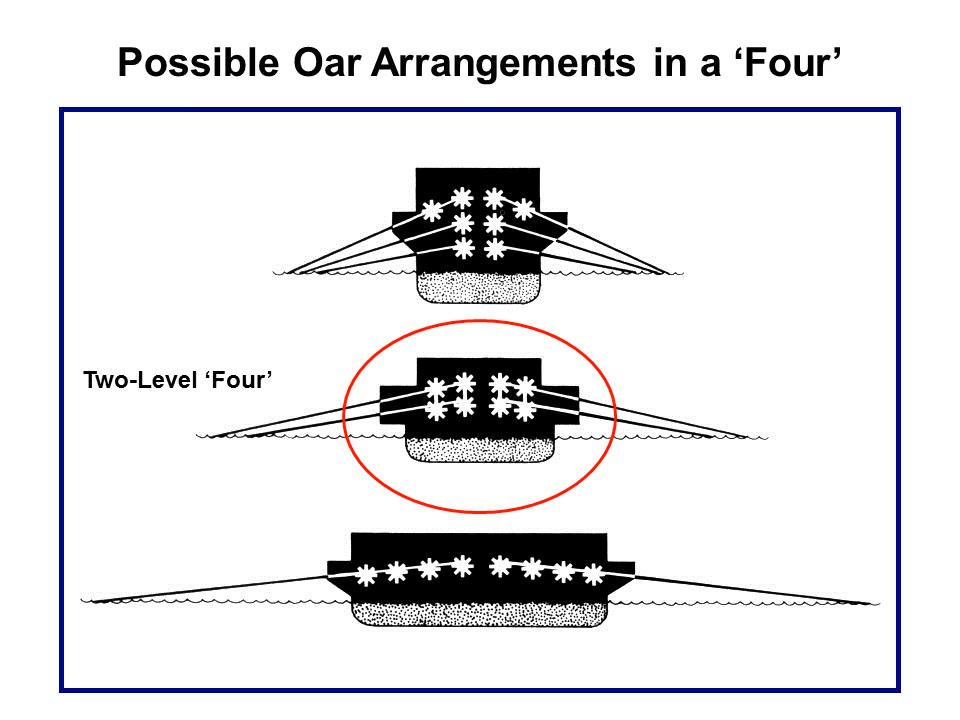 Possible Oar Arrangements in a ‘Four’
Two-Level ‘Four’